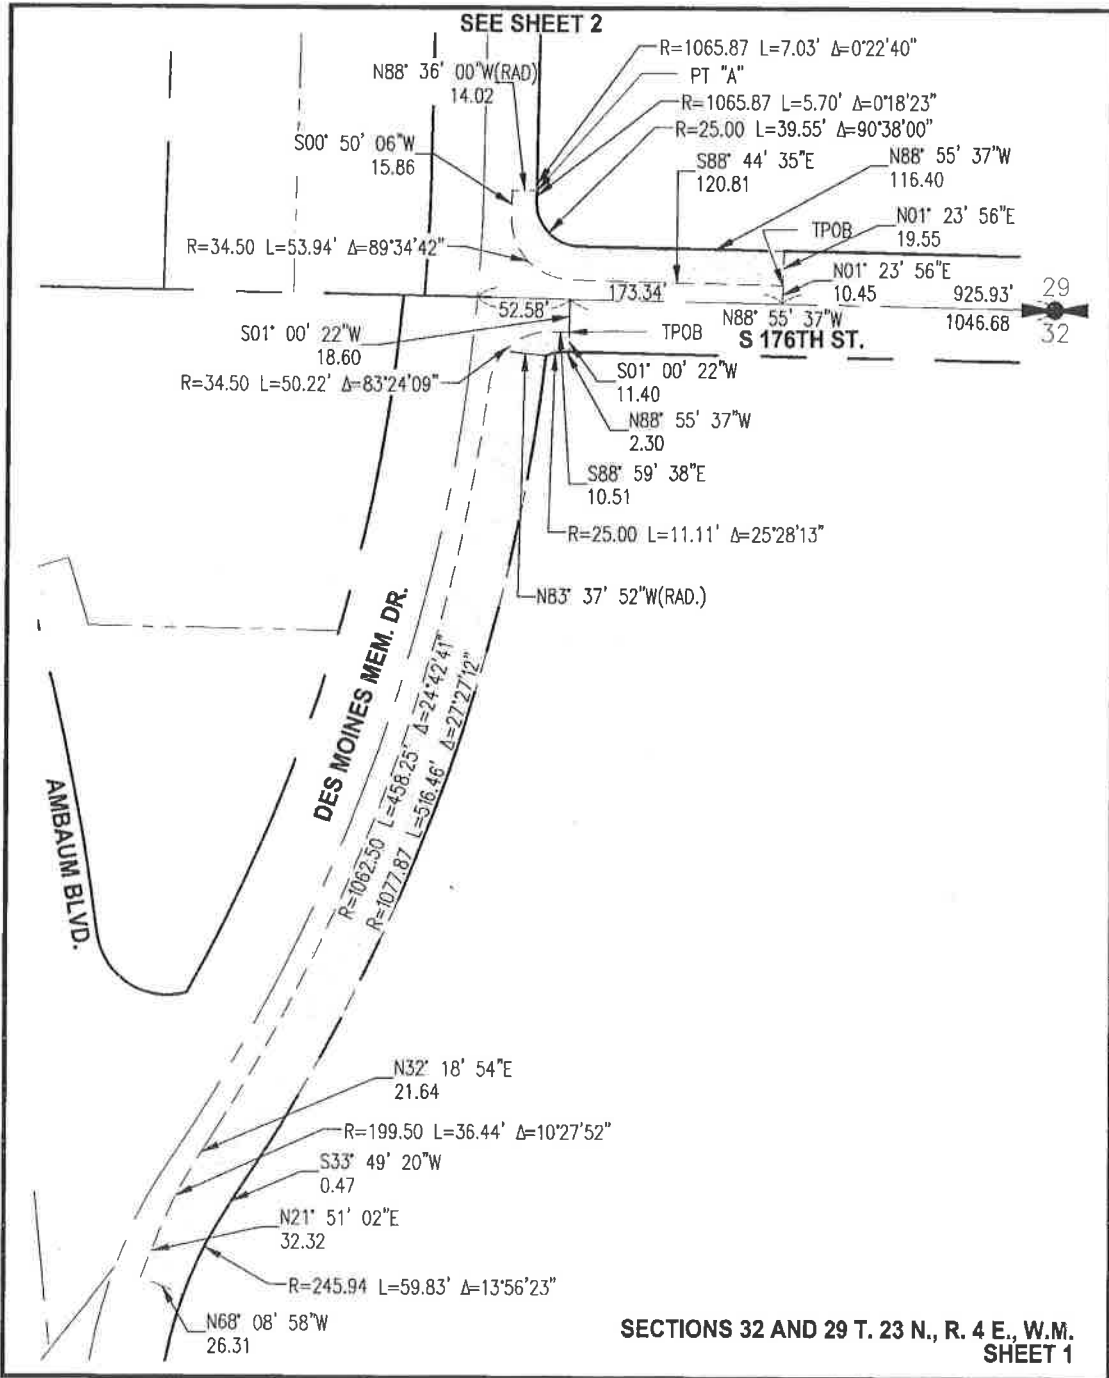 SEE SHEET 2
R=1065.87 L=7.03' Δ=0°22'40"
N88° 36' 00"W(RAD)
14.02
PT "A"
R=1065.87 L=5.70' Δ=0°18'23"
R=25.00 L=39.55' Δ=90°38'00"
S00° 50' 06"W
15.86
S88° 44' 35"E
120.81
N88° 55' 37"W
116.40
N01° 23' 56"E
19.55
TPOB
R=34.50 L=53.94' Δ=89°34'42"
N01° 23' 56"E
10.45
173.34'
52.58'
925.93'
29
N88° 55' 37"W
1046.68
32
S 176TH ST.
S01° 00' 22"W
18.60
TPOB
R=34.50 L=50.22' Δ=83°24'09"
S01° 00' 22"W
11.40
N88° 55' 37"W
2.30
S88° 59' 38"E
10.51
R=25.00 L=11.11' Δ=25°28'13"
N83° 37' 52"W(RAD.)
DES MOINES MEM. DR.
R=1062.50 L=458.25' Δ=24°42'41"
R=1077.87 L=516.46' Δ=27°27'12"
AMBAUM BLVD.
N32° 18' 54"E
21.64
R=199.50 L=36.44' Δ=10°27'52"
S33° 49' 20"W
0.47
N21° 51' 02"E
32.32
R=245.94 L=59.83' Δ=13°56'23"
N68° 08' 58"W
26.31
SECTIONS 32 AND 29 T. 23 N., R. 4 E., W.M.
SHEET 1